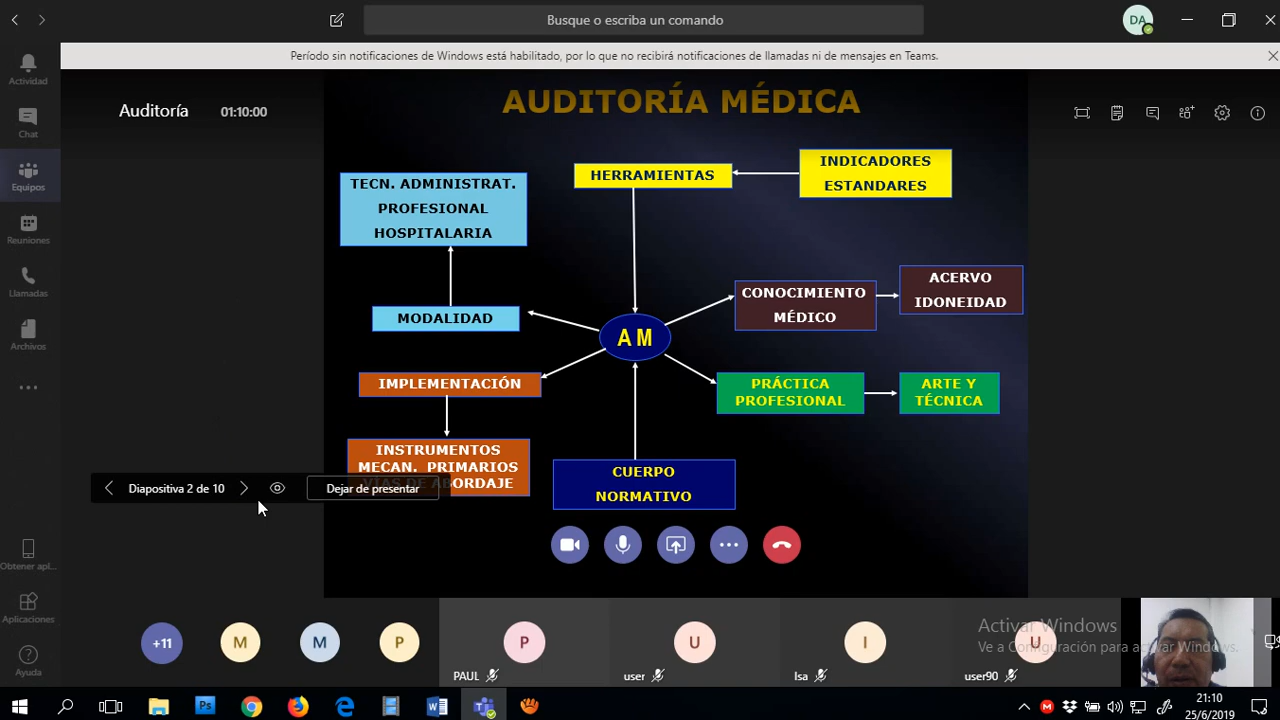 Busque o escriba un comando
DA
Período sin notificaciones de Windows está habilitado, por lo que no recibirá notificaciones de llamadas ni de mensajes en Teams.
Actividad
Chat
Equipos
Reuniones
Llamadas
Archivos
Obtener apl...
Aplicaciones
Ayuda
Auditoría 01:10:00
AUDITORÍA MÉDICA
TECN. ADMINISTRAT.
PROFESIONAL
HOSPITALARIA
HERRAMIENTAS
INDICADORES
ESTANDARES
MODALIDAD
AM
CONOCIMIENTO
MÉDICO
ACERVO
IDONEIDAD
IMPLEMENTACIÓN
PRÁCTICA
PROFESIONAL
ARTE Y
TÉCNICA
INSTRUMENTOS
MECAN. PRIMARIOS
VÍAS DE ABORDAJE
CUERPO
NORMATIVO
Diapositiva 2 de 10
Dejar de presentar
+11
M
M
P
P
U
I
U
PAUL
user
Isa
user90
Activar Windows
Ve a Configuración para activar Windows.
21:10
25/6/2019